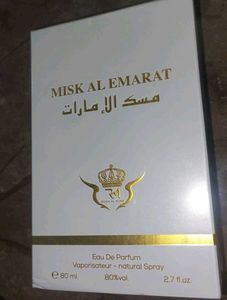 MISK AL EMARAT
مسك الإمارات
RM
Eau De Parfum
Vaporisateur - natural Spray
80 ml. 80%vol. 2.7 fl.oz.